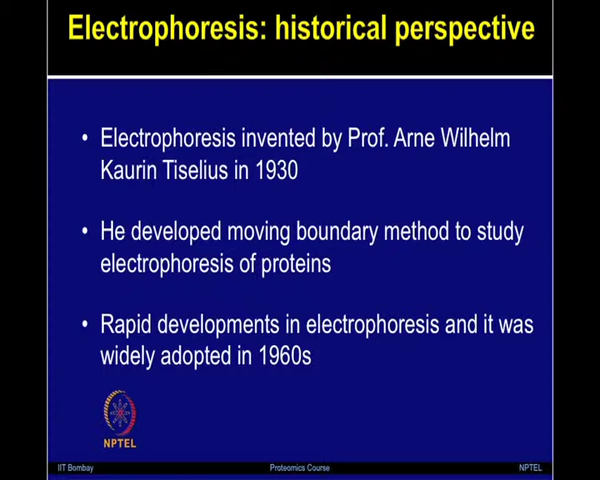 Electrophoresis: historical perspective
• Electrophoresis invented by Prof. Arne Wilhelm
Kaurin Tiselius in 1930
• He developed moving boundary method to study
electrophoresis of proteins
• Rapid developments in electrophoresis and it was
widely adopted in 1960s
NPTEL
IIT Bombay
Proteomics Course
NPTEL